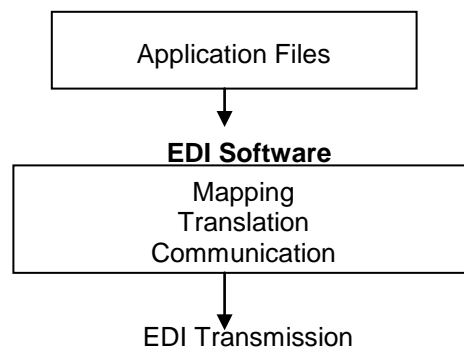 Application Files
EDI Software
Mapping
Translation
Communication
EDI Transmission